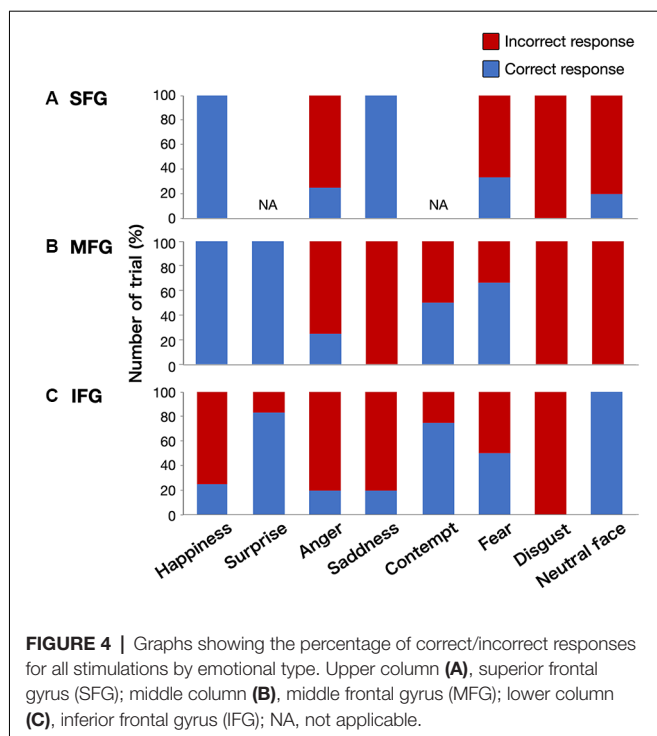 Incorrect response
Correct response
A SFG
100
80
60
40
20
0
NA
NA
B MFG
100
80
60
40
20
0
Number of trial (%)
C IFG
100
80
60
40
20
0
Happiness
Surprise
Anger
Saddness
Contempt
Fear
Disgust
Neutral face
FIGURE 4 | Graphs showing the percentage of correct/incorrect responses
for all stimulations by emotional type. Upper column (A), superior frontal
gyrus (SFG); middle column (B), middle frontal gyrus (MFG); lower column
(C), inferior frontal gyrus (IFG); NA, not applicable.